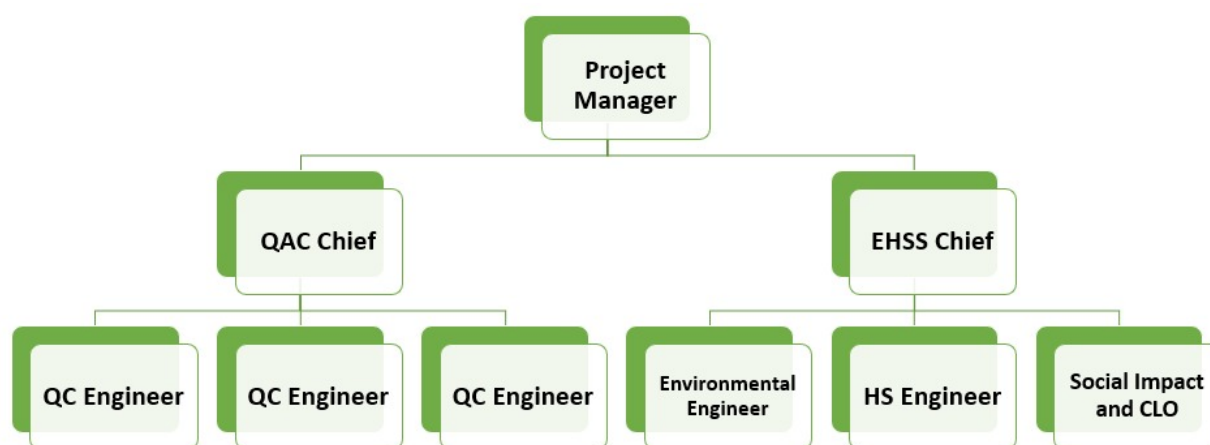 Project
Manager
QAC Chief
EHSS Chief
QC Engineer
QC Engineer
QC Engineer
Environmental
Engineer
HS Engineer
Social Impact
and CLO